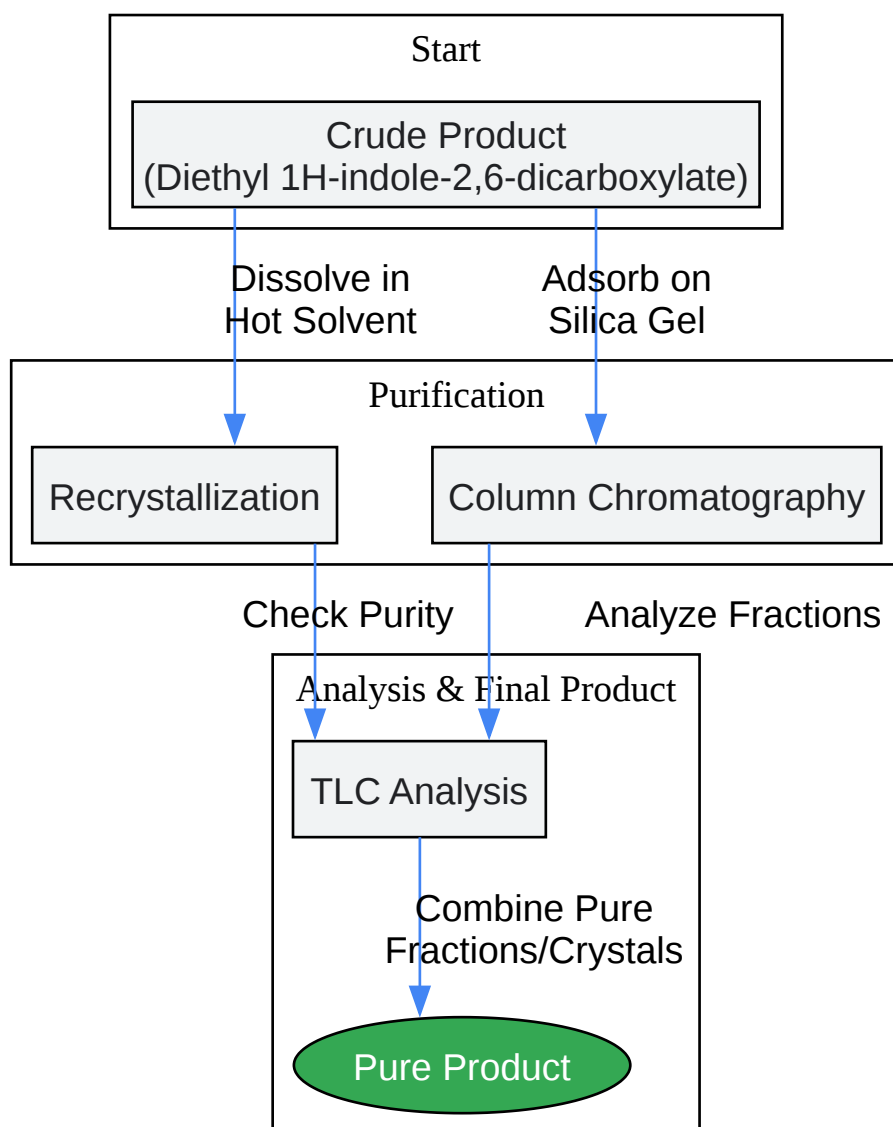 Start
Crude Product
(Diethyl 1H-indole-2,6-dicarboxylate)
Dissolve in
Hot Solvent
Adsorb on
Silica Gel
Purification
Recrystallization
Column Chromatography
Check Purity
Analyze Fractions
Analysis & Final Product
TLC Analysis
Combine Pure
Fractions/Crystals
Pure Product